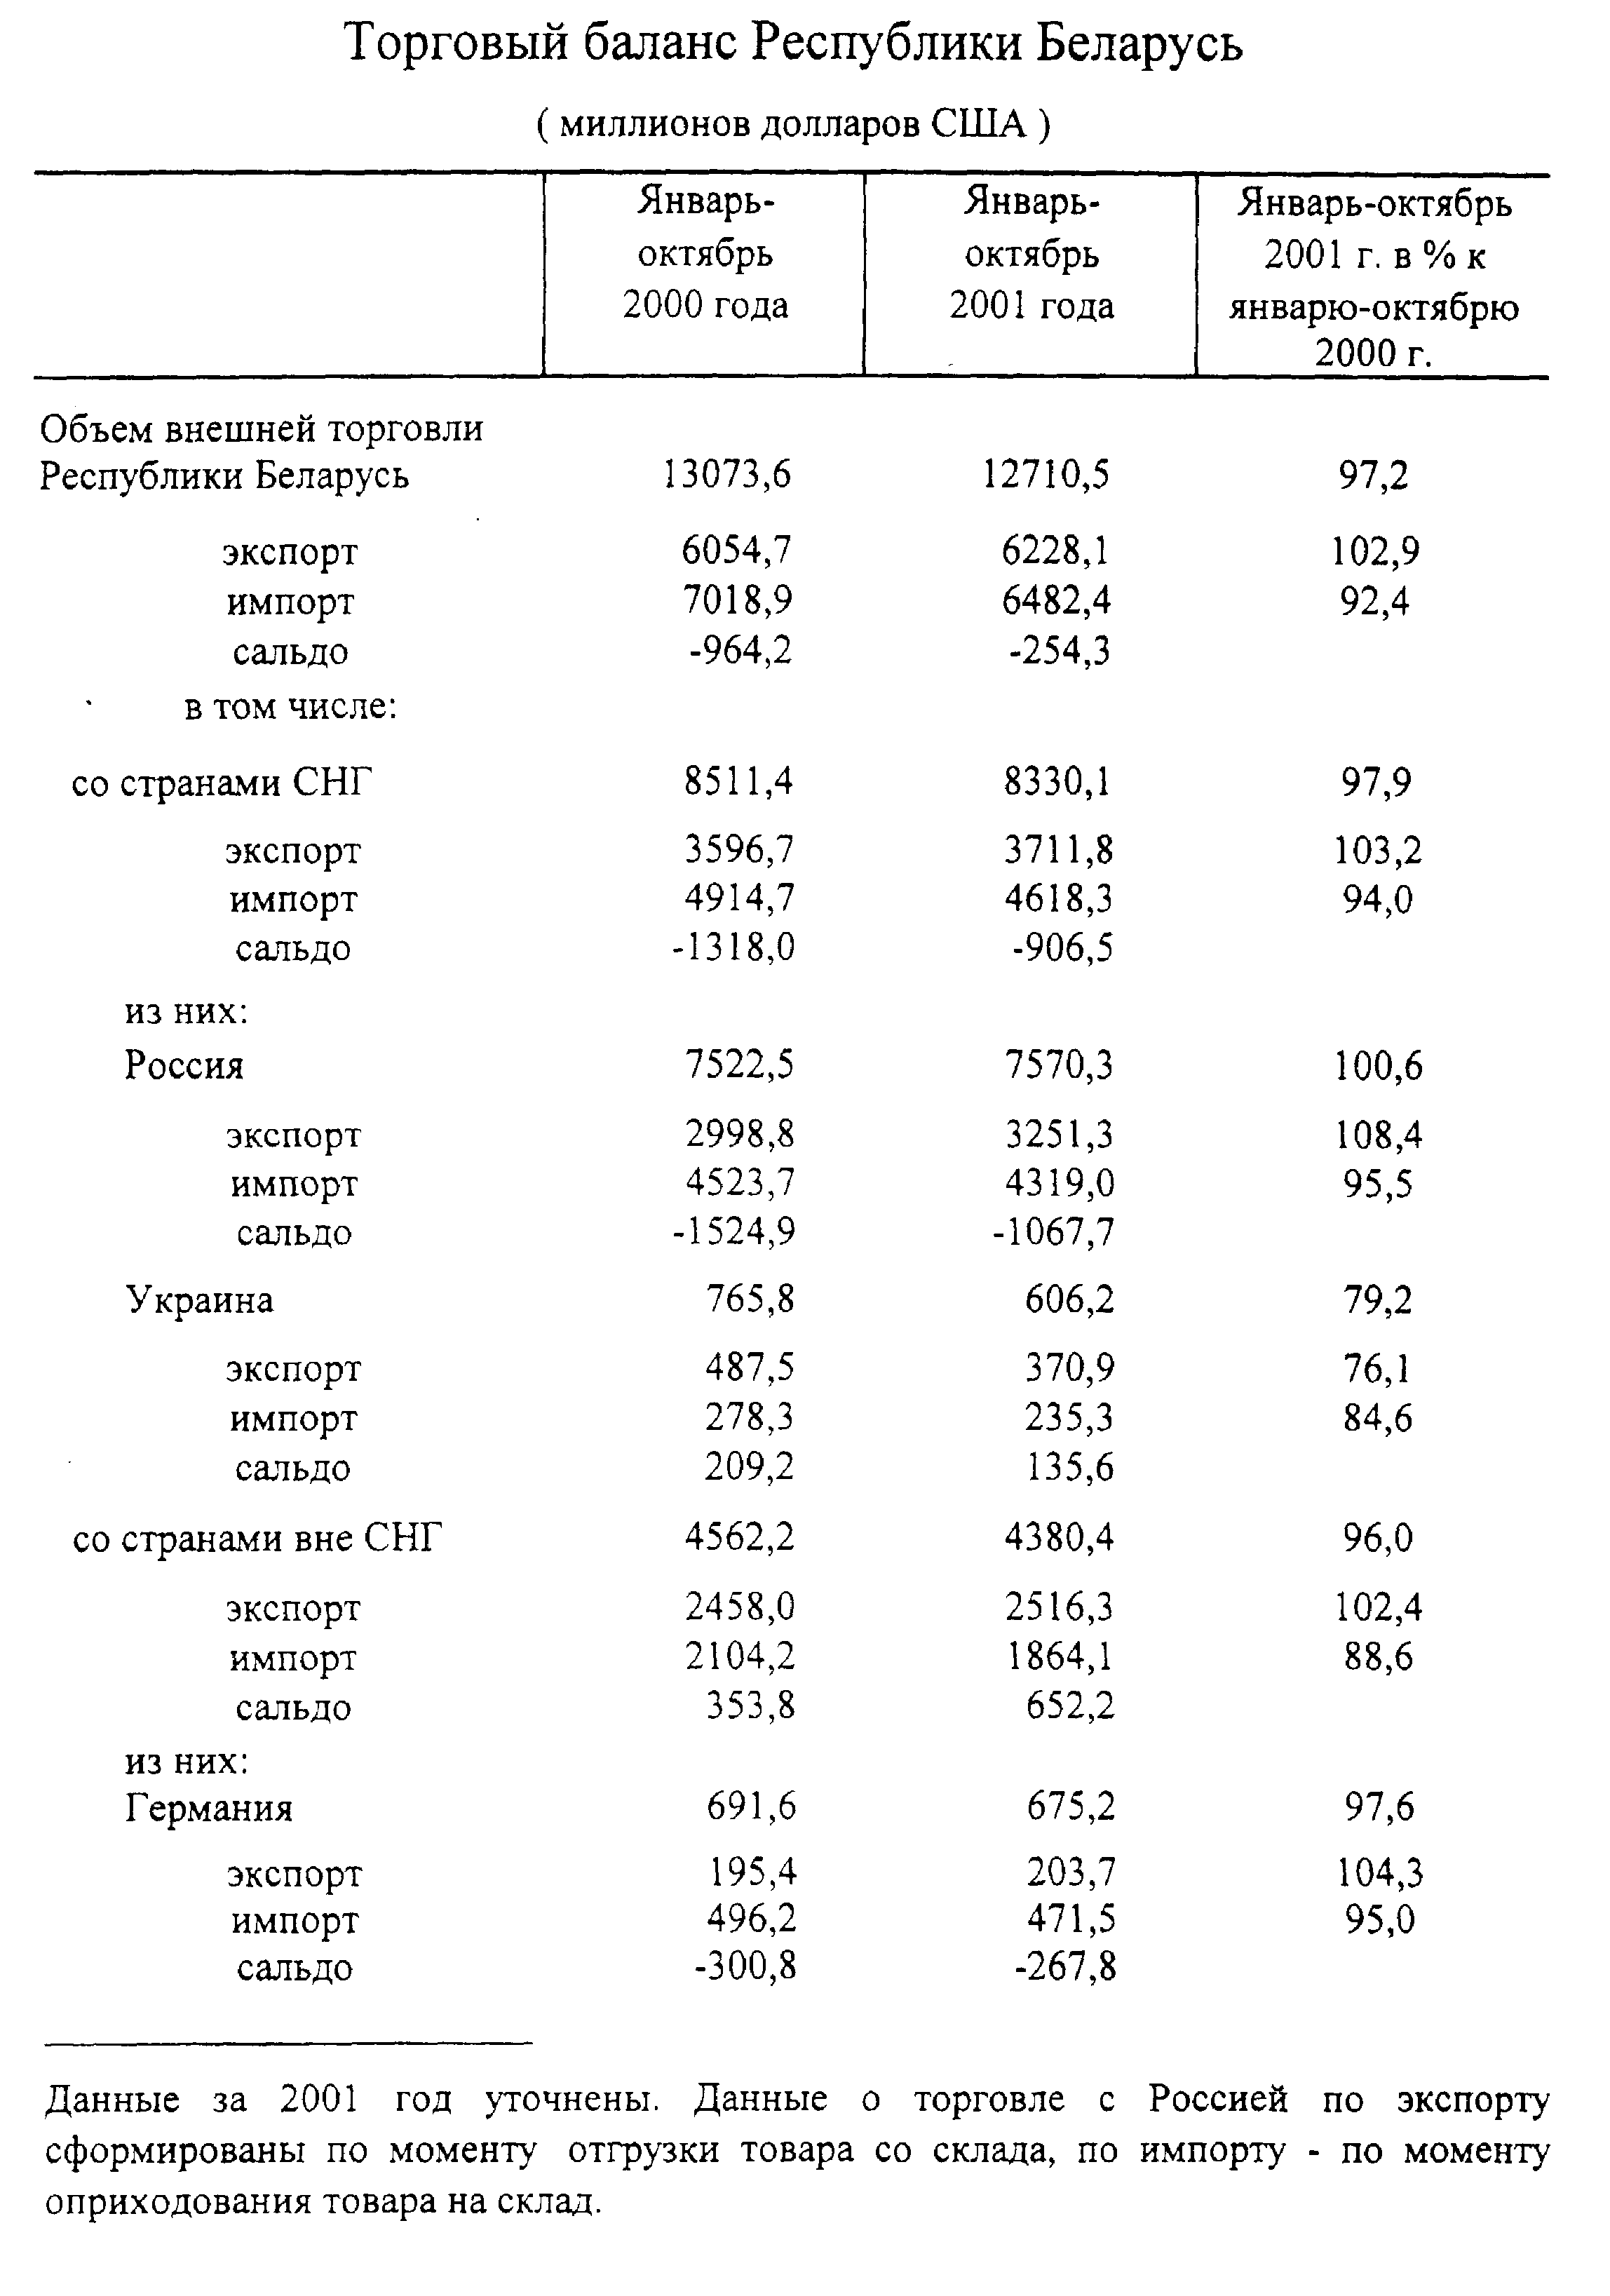 Торговый баланс Республики Беларусь
( миллионов долларов США )
Январь-
октябрь
2000 года
Январь-
октябрь
2001 года
Январь-октябрь
2001 г. в % к
январю-октябрю
2000 г.
Объем внешней торговли
Республики Беларусь 13073,6 12710,5 97,2
экспорт 6054,7 6228,1 102,9
импорт 7018,9 6482,4 92,4
сальдо -964,2 -254,3
в том числе:
со странами СНГ 8511,4 8330,1 97,9
экспорт 3596,7 3711,8 103,2
импорт 4914,7 4618,3 94,0
сальдо -1318,0 -906,5
из них:
Россия 7522,5 7570,3 100,6
экспорт 2998,8 3251,3 108,4
импорт 4523,7 4319,0 95,5
сальдо -1524,9 -1067,7
Украина 765,8 606,2 79,2
экспорт 487,5 370,9 76,1
импорт 278,3 235,3 84,6
сальдо 209,2 135,6
со странами вне СНГ 4562,2 4380,4 96,0
экспорт 2458,0 2516,3 102,4
импорт 2104,2 1864,1 88,6
сальдо 353,8 652,2
из них:
Германия 691,6 675,2 97,6
экспорт 195,4 203,7 104,3
импорт 496,2 471,5 95,0
сальдо -300,8 -267,8
Данные за 2001 год уточнены. Данные о торговле с Россией по экспорту
сформированы по моменту отгрузки товара со склада, по импорту - по моменту
оприходования товара на склад.